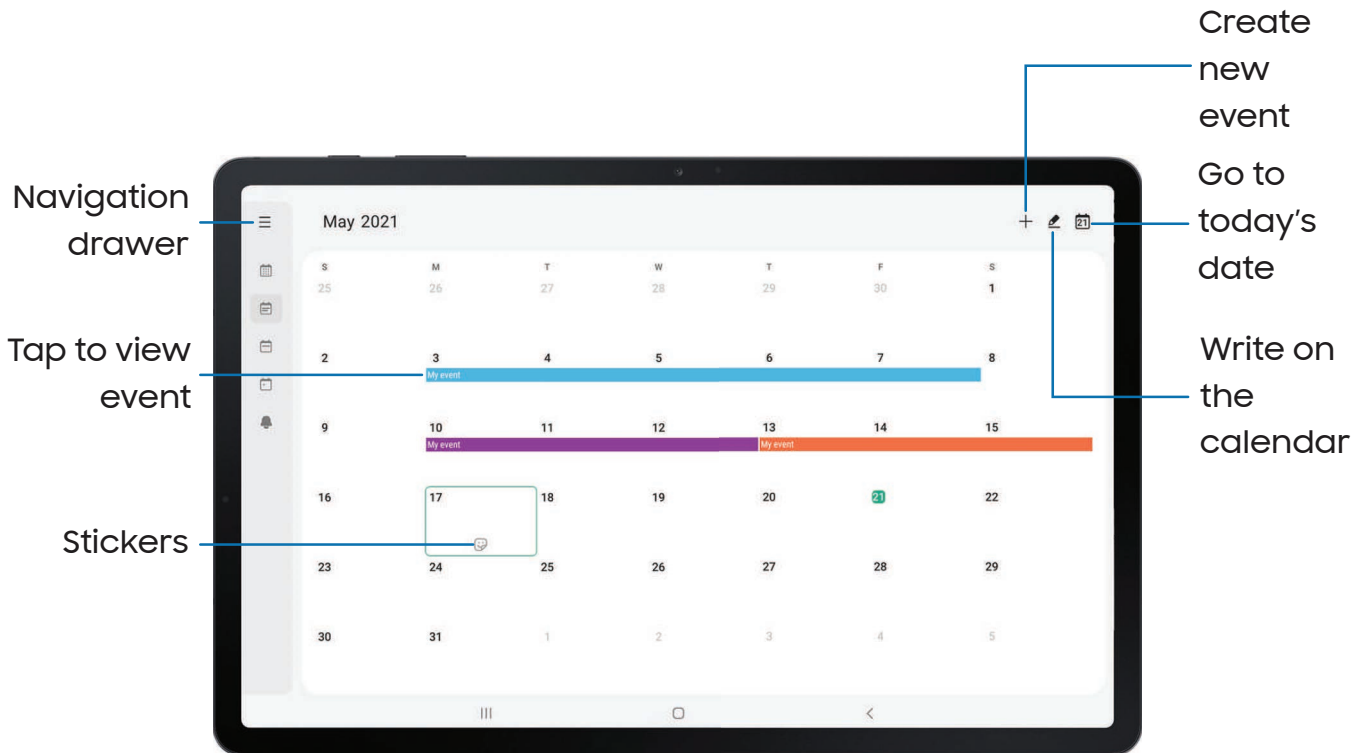 Create
new
event
Go to
today's
date
Write on
the
calendar
Navigation
drawer
Tap to view
event
Stickers
May 2021
21
S M T W T F S
25 26 27 28 29 30 1
2 3 4 5 6 7 8
My event
9 10 11 12 13 14 15
My event My event
16 17 18 19 20 21 22
23 24 25 26 27 28 29
30 31 1 2 3 4 5